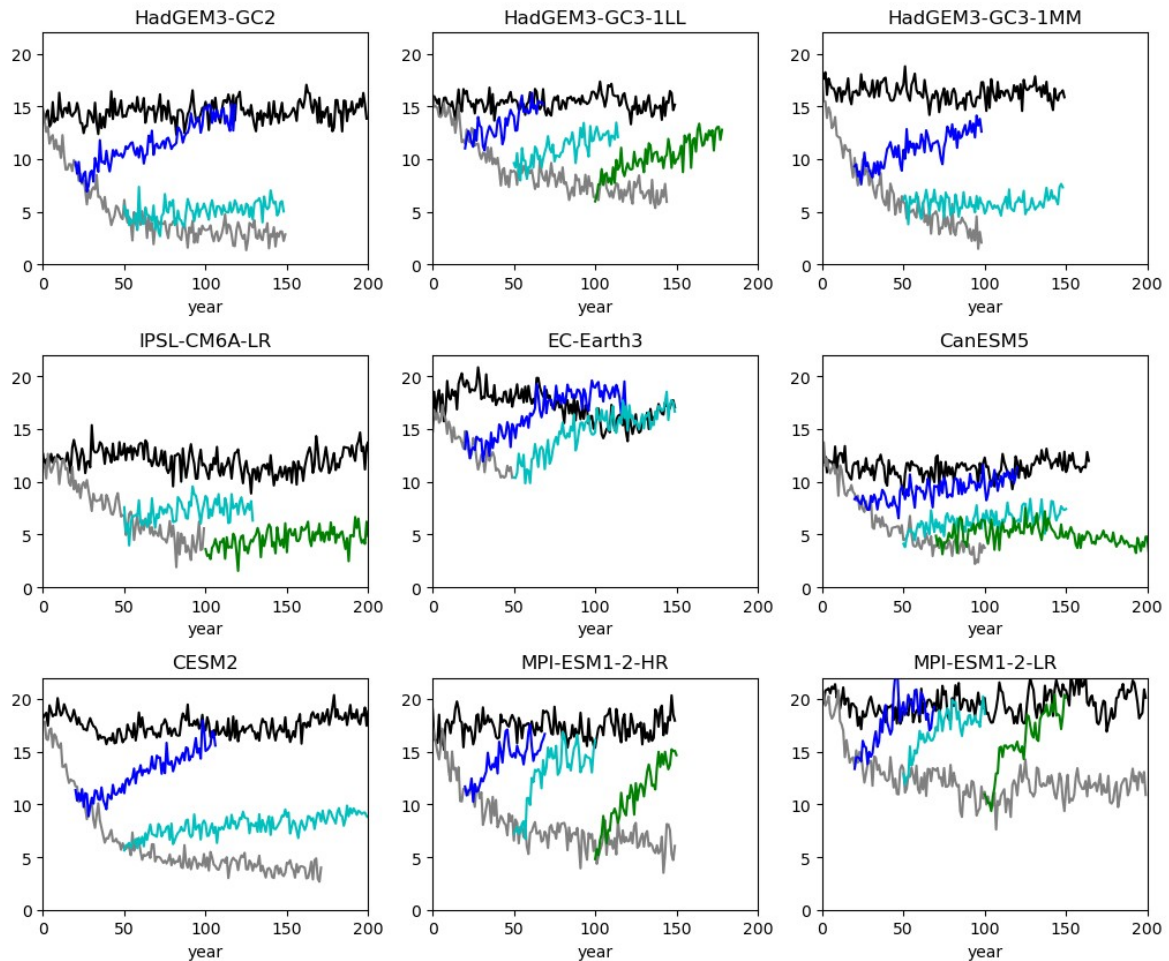 HadGEM3-GC2 HadGEM3-GC3-1LL HadGEM3-GC3-1MM
20 20 20
15 15 15
10 10 10
5 5 5
0 0 0
0 50 100 150 200 0 50 100 150 200 0 50 100 150 200
year year year
IPSL-CM6A-LR EC-Earth3 CanESM5
20 20 20
15 15 15
10 10 10
5 5 5
0 0 0
0 50 100 150 200 0 50 100 150 200 0 50 100 150 200
year year year
CESM2 MPI-ESM1-2-HR MPI-ESM1-2-LR
20 20 20
15 15 15
10 10 10
5 5 5
0 0 0
0 50 100 150 200 0 50 100 150 200 0 50 100 150 200
year year year